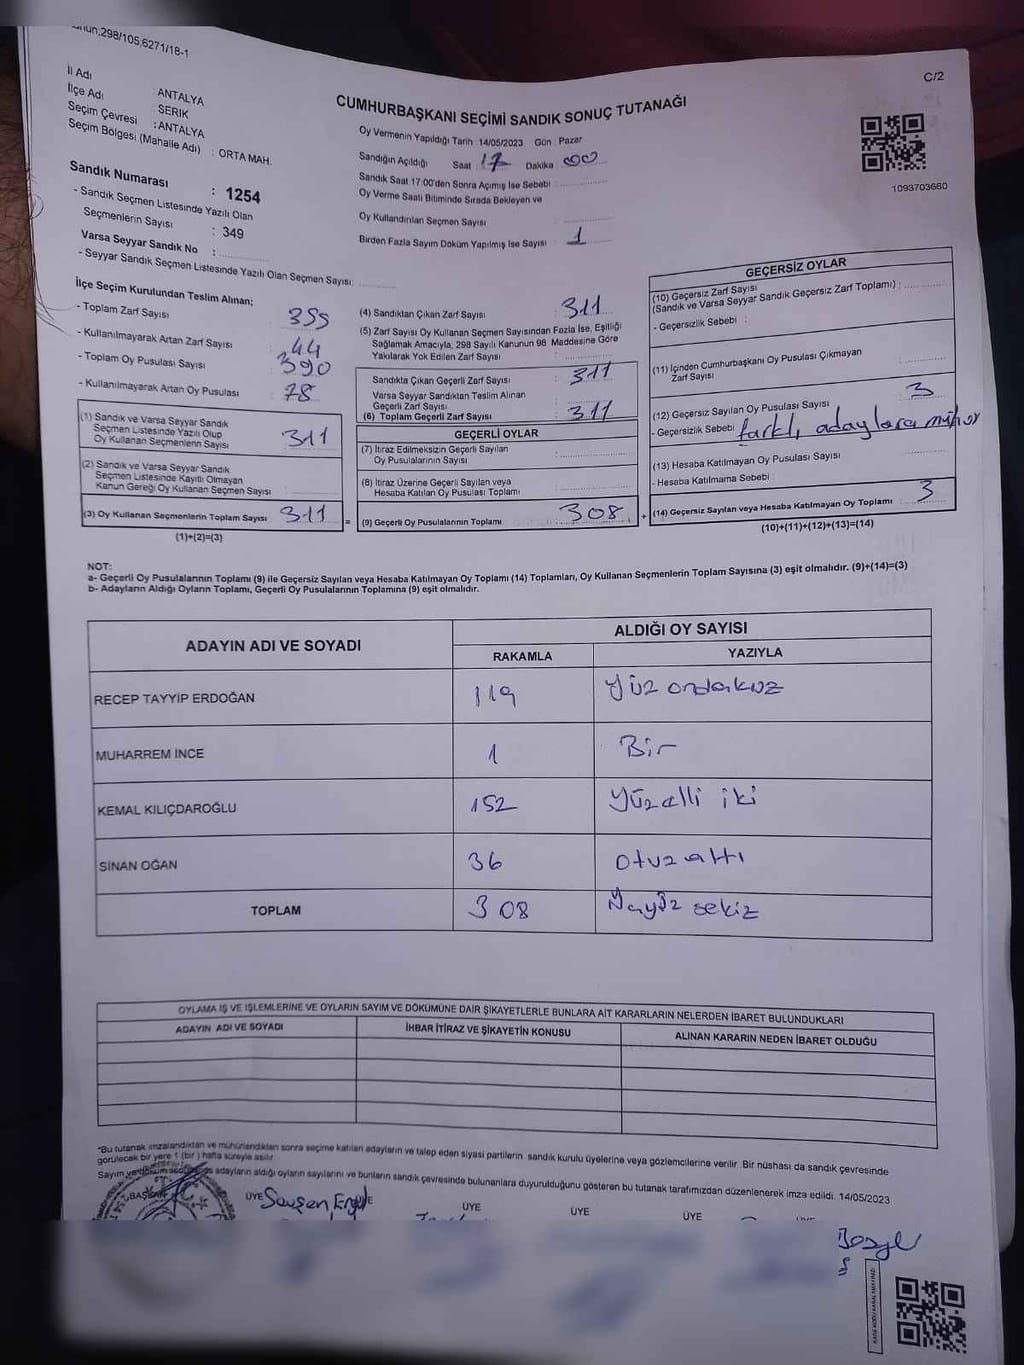 298/105,6271/18-1
C/2
İl Adı : ANTALYA
İlçe Adı : SERİK
Seçim Çevresi : ANTALYA
Seçim Bölgesi (Mahalle Adı) : ORTA MAH.
CUMHURBAŞKANI SEÇİMİ SANDIK SONUÇ TUTANAĞI
Oy Vermenin Yapıldığı Tarih : 14/05/2023 Gün : Pazar
Sandığın Açıldığı Saat 17 Dakika 00
Sandık Saat 17:00'den Sonra Açımış İse Sebebi :
Oy Verme Saati Bitiminde Sırada Bekleyen ve
Oy Kullandırılan Seçmen Sayısı
Birden Fazla Sayım Döküm Yapılmış İse Sayısı : 1
1093703660
Sandık Numarası : 1254
- Sandık Seçmen Listesinde Yazılı Olan
Seçmenlerin Sayısı : 349
Varsa Seyyar Sandık No :
- Seyyar Sandık Seçmen Listesinde Yazılı Olan Seçmen Sayısı:
İlçe Seçim Kurulundan Teslim Alınan;
- Toplam Zarf Sayısı : 355
- Kullanılmayarak Artan Zarf Sayısı : 44
- Toplam Oy Pusulası Sayısı : 390
- Kullanılmayarak Artan Oy Pusulası : 78
(1) Sandık ve Varsa Seyyar Sandık
Seçmen Listesinde Yazılı Olup
Oy Kullanan Seçmenlerin Sayısı : 311
(2) Sandık ve Varsa Seyyar Sandık
Seçmen Listesinde Kayıtlı Olmayan
Kanun Gereği Oy Kullanan Seçmen Sayısı :
(3) Oy Kullanan Seçmenlerin Toplam Sayısı : 311 =
(1)+(2)=(3)
(4) Sandıktan Çıkan Zarf Sayısı : 311
(5) Zarf Sayısı Oy Kullanan Seçmen Sayısından Fazla İse, Eşitliği
Sağlamak Amacıyla, 298 Sayılı Kanunun 98. Maddesine Göre
Yakılarak Yok Edilen Zarf Sayısı :
Sandıkta Çıkan Geçerli Zarf Sayısı : 311
Varsa Seyyar Sandıktan Teslim Alınan
Geçerli Zarf Sayısı :
(6) Toplam Geçerli Zarf Sayısı : 311
GEÇERLİ OYLAR
(7) İtiraz Edilmeksizin Geçerli Sayılan
Oy Pusulalarının Sayısı :
(8) İtiraz Üzerine Geçerli Sayılan veya
Hesaba Katılan Oy Pusulası Toplamı :
(9) Geçerli Oy Pusulalarının Toplamı : 308 +
GEÇERSİZ OYLAR
(10) Geçersiz Zarf Sayısı
(Sandık ve Varsa Seyyar Sandık Geçersiz Zarf Toplamı) :
- Geçersizlik Sebebi :
(11) İçinden Cumhurbaşkanı Oy Pusulası Çıkmayan
Zarf Sayısı
(12) Geçersiz Sayılan Oy Pusulası Sayısı : 3
- Geçersizlik Sebebi : farklı adaylara mühür
(13) Hesaba Katılmayan Oy Pusulası Sayısı :
- Hesaba Katılmama Sebebi :
(14) Geçersiz Sayılan veya Hesaba Katılmayan Oy Toplamı : 3
(10)+(11)+(12)+(13)=(14)
NOT:
a- Geçerli Oy Pusulalarının Toplamı (9) ile Geçersiz Sayılan veya Hesaba Katılmayan Oy Toplamı (14) Toplamları, Oy Kullanan Seçmenlerin Toplam Sayısına (3) eşit olmalıdır. (9)+(14)=(3)
b- Adayların Aldığı Oyların Toplamı, Geçerli Oy Pusulalarının Toplamına (9) eşit olmalıdır.
ADAYIN ADI VE SOYADI ALDIĞI OY SAYISI
RAKAMLA YAZIYLA
RECEP TAYYİP ERDOĞAN 119 Yüz ondokuz
MUHARREM İNCE 1 Bir
KEMAL KILIÇDAROĞLU 152 Yüzelli iki
SİNAN OĞAN 36 otuz altı
TOPLAM 308 sekiz
OYLAMA İŞ VE İŞLEMLERİNE VE OYLARIN SAYIM VE DÖKÜMÜNE DAİR ŞİKAYETLERLE BUNLARA AİT KARARLARIN NELERDEN İBARET BULUNDUKLARI
ADAYIN ADI VE SOYADI İHBAR İTİRAZ VE ŞİKAYETİN KONUSU ALINAN KARARIN NEDEN İBARET OLDUĞU
*Bu tutanak imzalandıktan ve mühürlendikten sonra seçime katılan adayların ve talep eden siyasi partilerin sandık kurulu üyelerine veya gözlemcilerine verilir. Bir nüshası da sandık çevresinde
görülecek bir yere 1 (bir) hafta süreyle asılır.
Sayım ve döküm adayların aldığı oyların sayılarını ve bunların sandık çevresinde bulunanlara duyurulduğunu gösteren bu tutanak tarafımızdan düzenlenerek imza edildi. 14/05/2023
BAŞKAN ÜYE ÜYE ÜYE ÜYE ÜYE